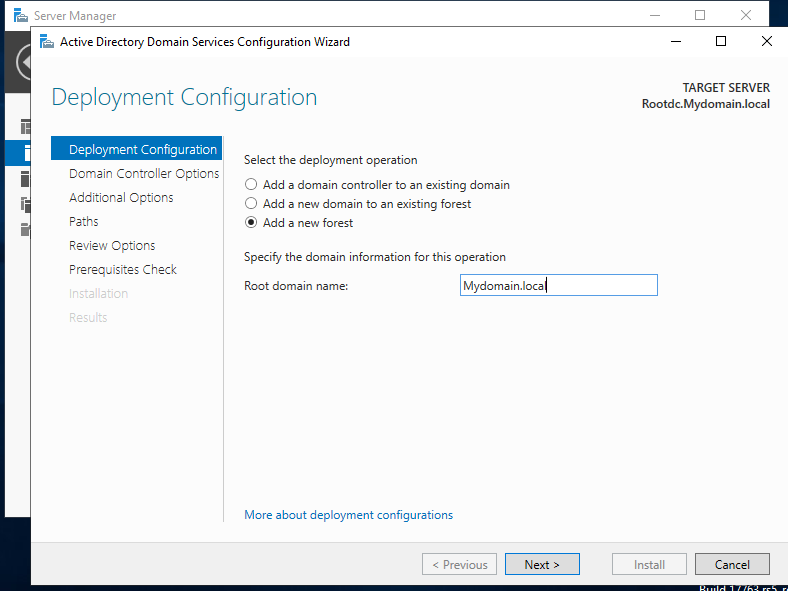 Server Manager
Active Directory Domain Services Configuration Wizard
Deployment Configuration
TARGET SERVER
Rootdc.Mydomain.local
Deployment Configuration
Domain Controller Options
Additional Options
Paths
Review Options
Prerequisites Check
Installation
Results
Select the deployment operation
Add a domain controller to an existing domain
Add a new domain to an existing forest
Add a new forest
Specify the domain information for this operation
Root domain name: Mydomain.local
More about deployment configurations
< Previous Next > Install Cancel
Build 17763.rs5_r